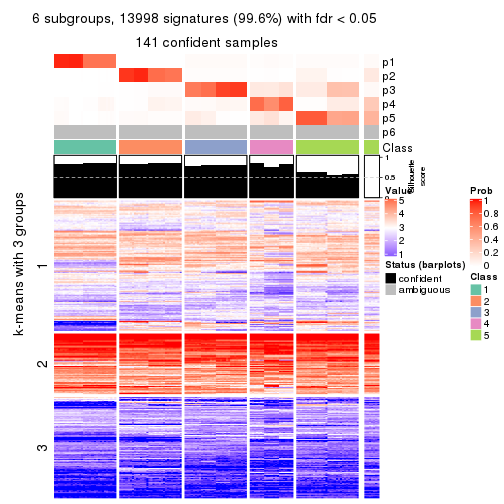 6 subgroups, 13998 signatures (99.6%) with fdr < 0.05
141 confident samples
p1
p2
p3
p4
p5
p6
Class
1
0.5
0
Silhouette
score
k-means with 3 groups
1
2
3
Value
5
4
3
2
1
Status (barplots)
confident
ambiguous
Prob
1
0.8
0.6
0.4
0.2
0
Class
1
2
3
4
5